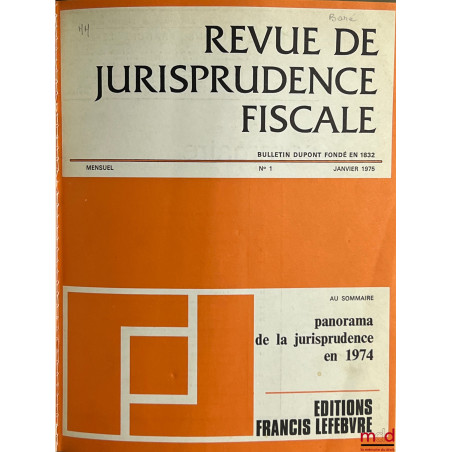 REVUE DE
JURISPRUDENCE
FISCALE
BULLETIN DUPONT FONDÉ EN 1832
MENSUEL Nº 1 JANVIER 1975
AU SOMMAIRE
panorama
de la jurisprudence
en 1974
EDITIONS
FRANCIS LEFEBVRE